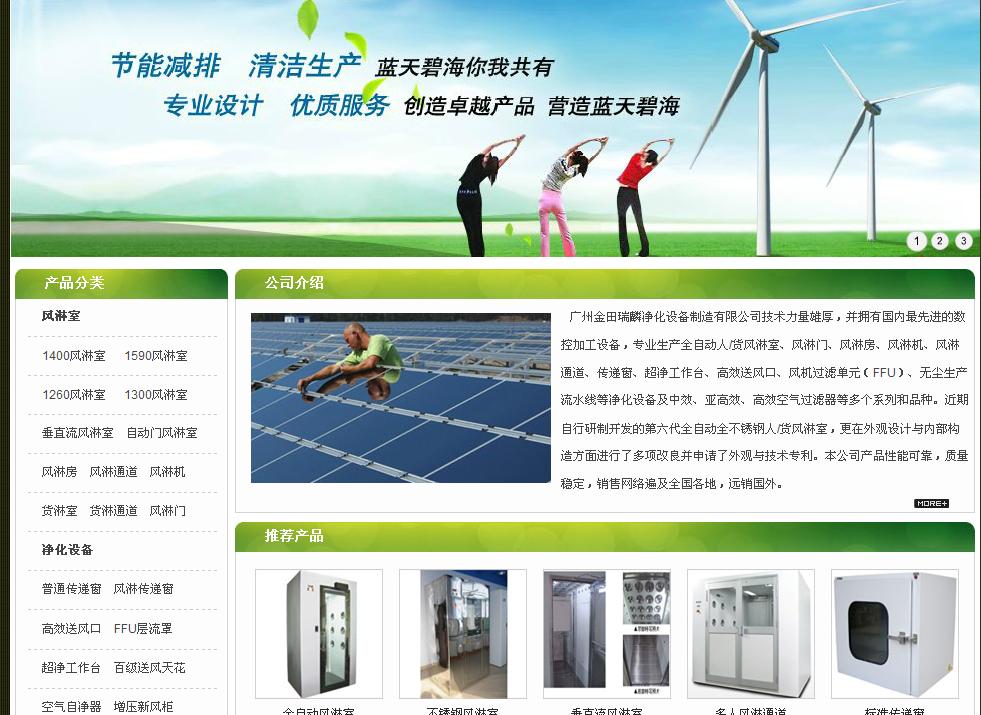 节能减排 清洁生产 蓝天碧海你我共有
专业设计 优质服务 创造卓越产品 营造蓝天碧海
1 2 3
产品分类
风淋室
1400风淋室 1590风淋室
1260风淋室 1300风淋室
垂直流风淋室 自动门风淋室
风淋房 风淋通道 风淋机
货淋室 货淋通道 风淋门
净化设备
普通传递窗 风淋传递窗
高效送风口 FFU层流罩
超净工作台 百级送风天花
空气自净器 增压新风柜
公司介绍
广州金田瑞麟净化设备制造有限公司技术力量雄厚，并拥有国内最先进的数
控加工设备，专业生产全自动人/货风淋室、风淋门、风淋房、风淋机、风淋
通道、传递窗、超净工作台、高效送风口、风机过滤单元（FFU）、无尘生产
流水线等净化设备及中效、亚高效、高效空气过滤器等多个系列和品种。近期
自行研制开发的第六代全自动全不锈钢人/货风淋室，更在外观设计与内部构
造方面进行了多项改良并申请了外观与技术专利。本公司产品性能可靠，质量
稳定，销售网络遍及全国各地，远销国外。
MORE+
推荐产品
全自动风淋室 不锈钢风淋室 垂直流风淋室 多人风淋通道 标准传递窗